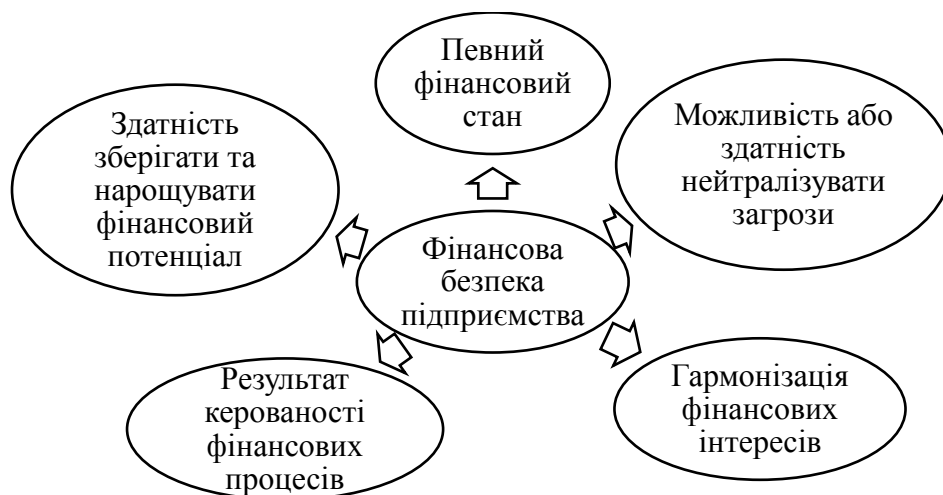 Певний
фінансовий
стан
Здатність
зберігати та
нарощувати
фінансовий
потенціал
Можливість або
здатність
нейтралізувати
загрози
Фінансова
безпека
підприємства
Результат
керованості
фінансових
процесів
Гармонізація
фінансових
інтересів